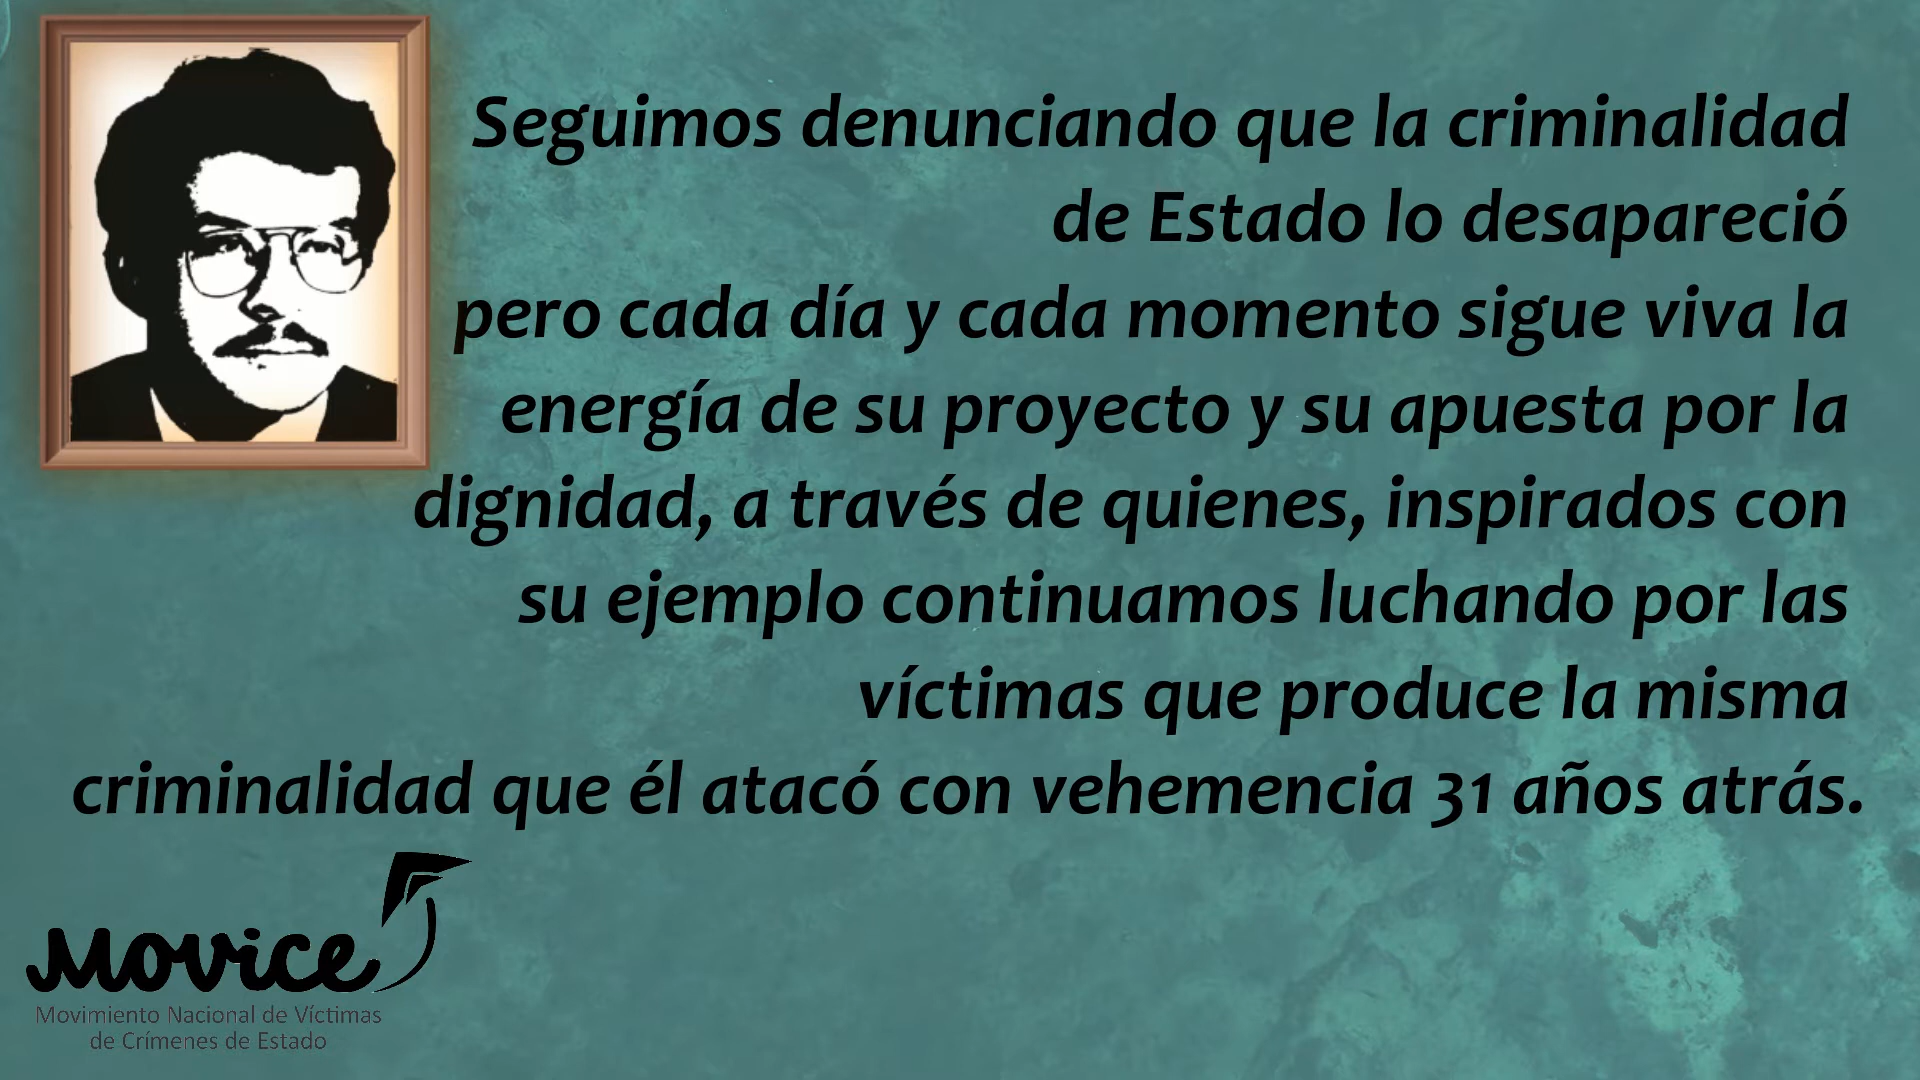 Seguimos denunciando que la criminalidad
de Estado lo desapareció
pero cada día y cada momento sigue viva la
energía de su proyecto y su apuesta por la
dignidad, a través de quienes, inspirados con
su ejemplo continuamos luchando por las
víctimas que produce la misma
criminalidad que él atacó con vehemencia 31 años atrás.
Movice
Movimiento Nacional de Víctimas
de Crímenes de Estado